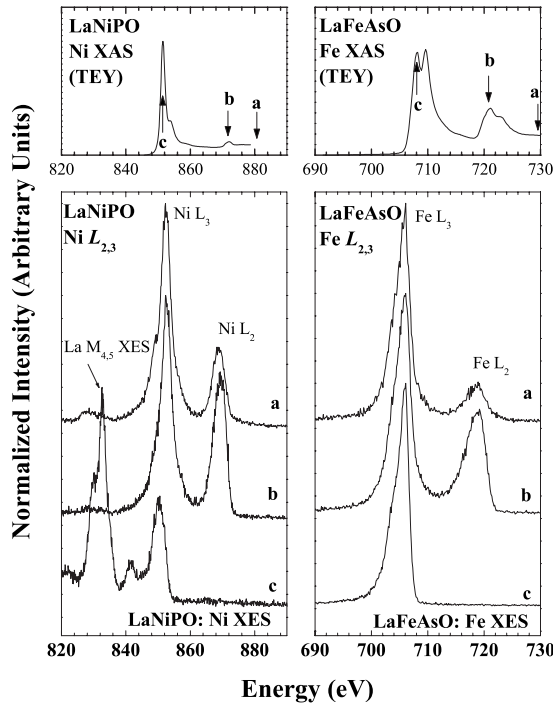 LaNiPO
Ni XAS
(TEY)
b
a
c
820 840 860 880
LaFeAsO
Fe XAS
(TEY)
b
a
c
690 700 710 720 730
LaNiPO
Ni L2,3
Ni L3
Ni L2
La M4,5 XES
a
b
c
LaNiPO: Ni XES
820 840 860 880
LaFeAsO
Fe L2,3
Fe L3
Fe L2
a
b
c
LaFeAsO: Fe XES
690 700 710 720 730
Normalized Intensity (Arbitrary Units)
Energy (eV)